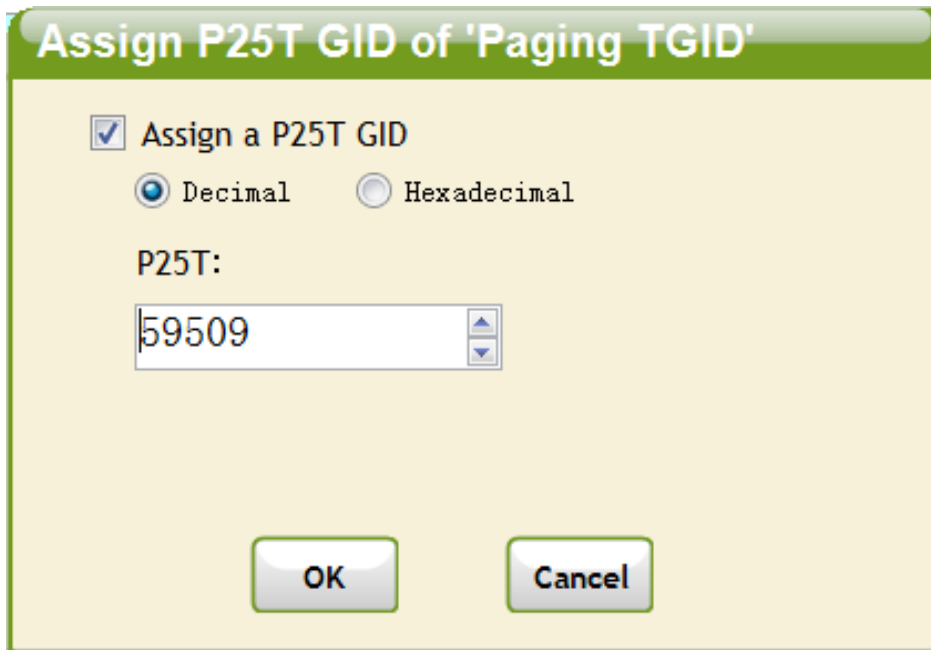 Assign P25T GID of 'Paging TGID'
Assign a P25T GID
Decimal Hexadecimal
P25T:
59509
OK Cancel